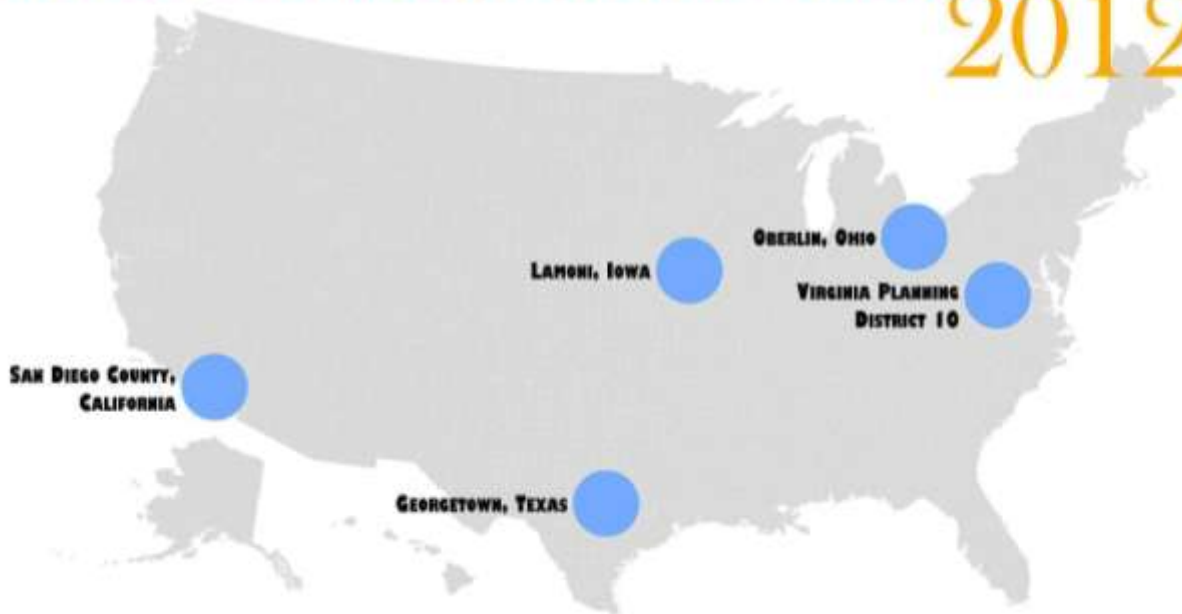 2012
OBERLIN, OHIO
LAMONI, IOWA
VIRGINIA PLANNING
DISTRICT 10
SAN DIEGO COUNTY,
CALIFORNIA
GEORGETOWN, TEXAS